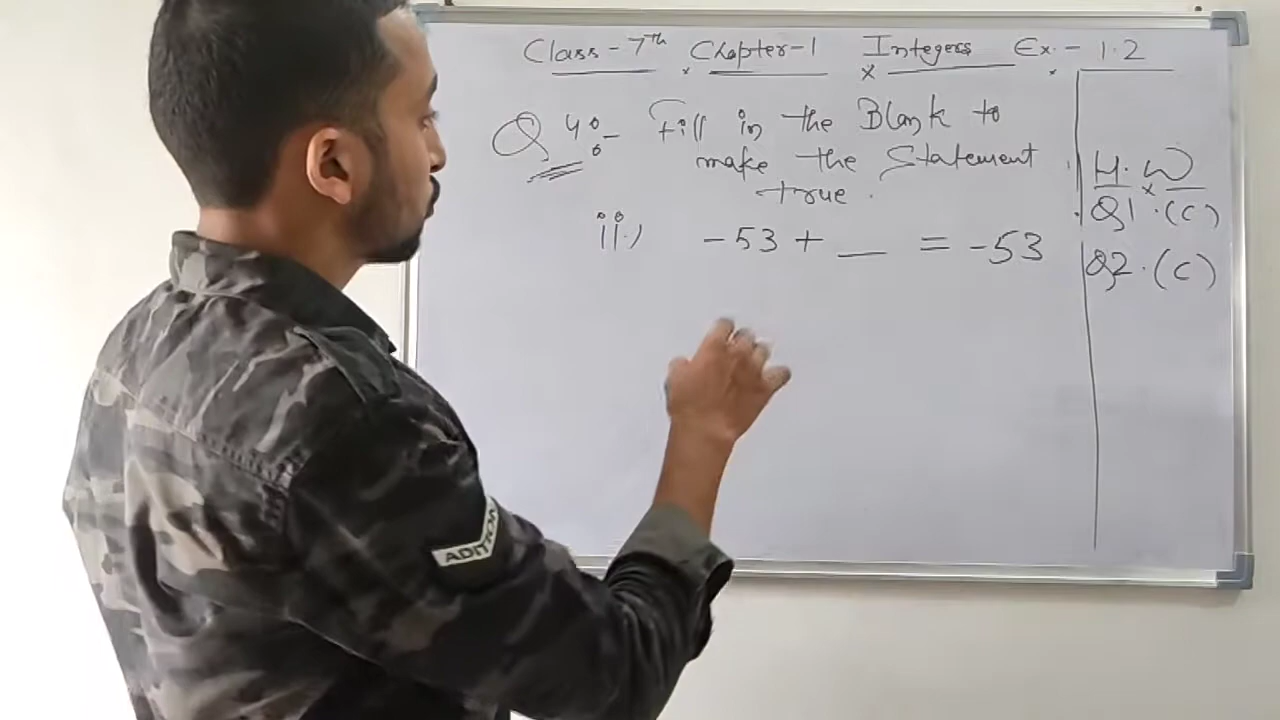 Class - 7th Chapter-1 Integers Ex. - 1.2
Q 4:- Fill in the Blank to
make the Statement
true.
ii.) -53 + __ = -53
H.W
Q1.(C)
Q2.(C)
ADITION